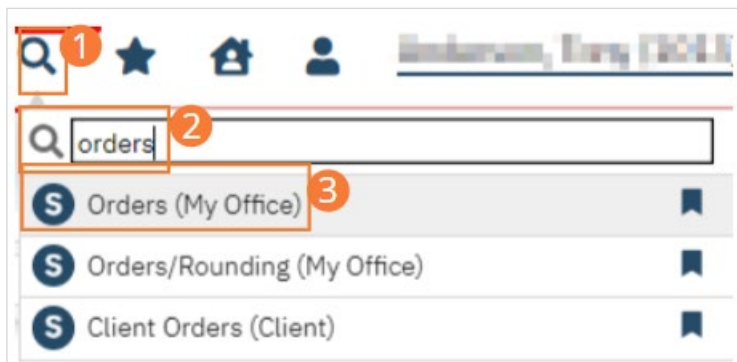 1
2
orders
3
S Orders (My Office)
S Orders/Rounding (My Office)
S Client Orders (Client)